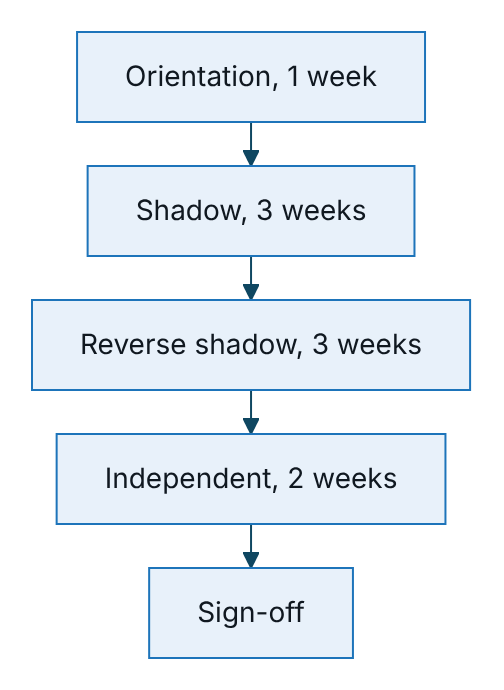 Orientation, 1 week
Shadow, 3 weeks
Reverse shadow, 3 weeks
Independent, 2 weeks
Sign-off